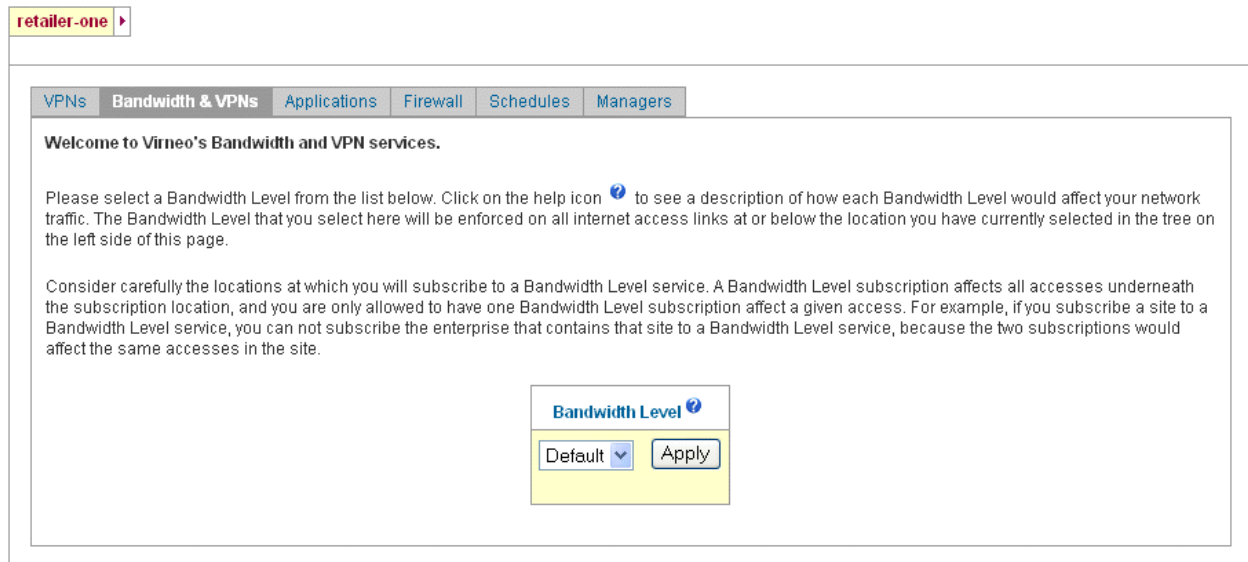 retailer-one
VPNs Bandwidth & VPNs Applications Firewall Schedules Managers
Welcome to Virneo's Bandwidth and VPN services.
Please select a Bandwidth Level from the list below. Click on the help icon ? to see a description of how each Bandwidth Level would affect your network
traffic. The Bandwidth Level that you select here will be enforced on all internet access links at or below the location you have currently selected in the tree on
the left side of this page.
Consider carefully the locations at which you will subscribe to a Bandwidth Level service. A Bandwidth Level subscription affects all accesses underneath
the subscription location, and you are only allowed to have one Bandwidth Level subscription affect a given access. For example, if you subscribe a site to a
Bandwidth Level service, you can not subscribe the enterprise that contains that site to a Bandwidth Level service, because the two subscriptions would
affect the same accesses in the site.
Bandwidth Level ?
Default Apply